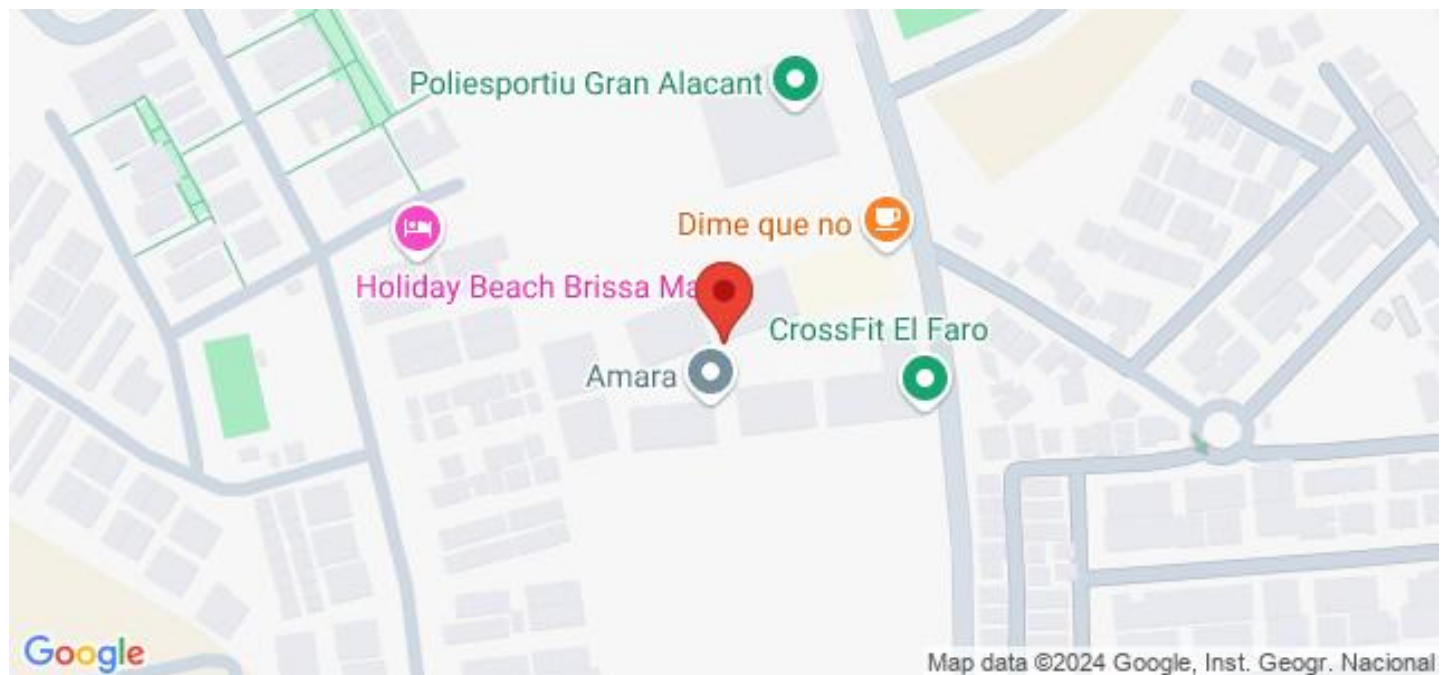 Poliesportiu Gran Alacant
Dime que no
Holiday Beach Brissa Ma
CrossFit El Faro
Amara
Google
Map data ©2024 Google, Inst. Geogr. Nacional